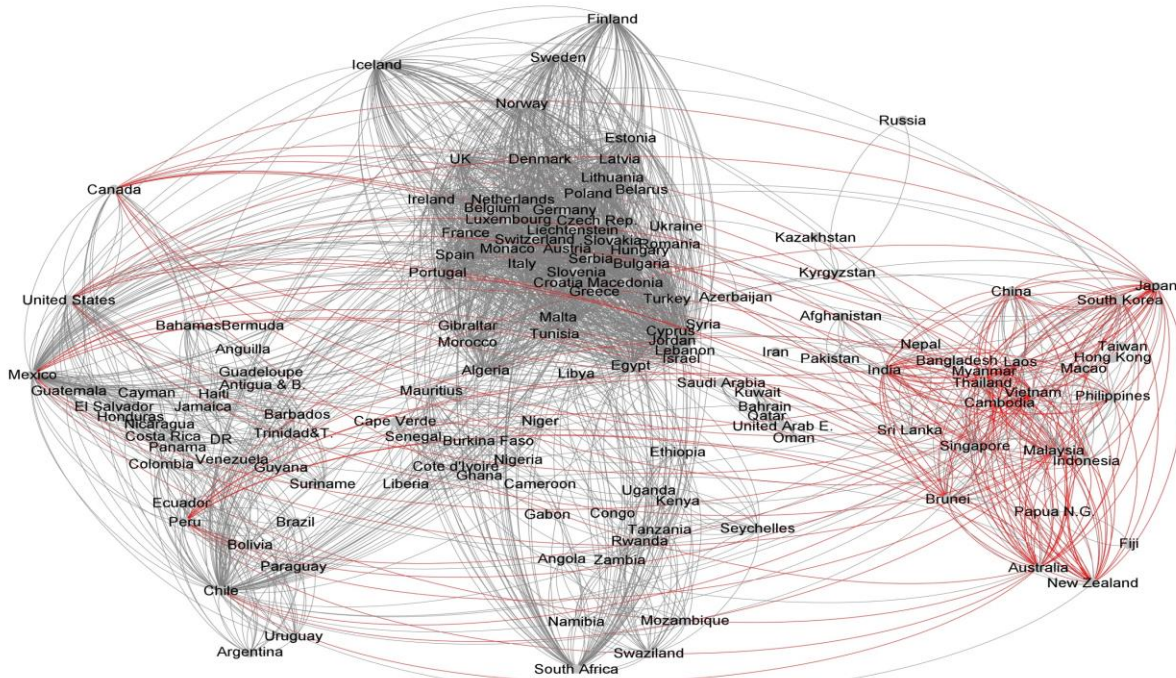 Finland
Sweden
Iceland
Norway
Russia
Estonia
UK
Denmark
Latvia
Lithuania
Canada
Poland
Belarus
Ireland
Netherlands
Belgium
Germany
Luxembourg
Czech Rep.
Ukraine
France
Liechtenstein
Switzerland
Slovakia
Romania
Kazakhstan
Monaco
Austria
Hungary
Spain
Serbia
Italy
Bulgaria
Portugal
Slovenia
Kyrgyzstan
Croatia
Macedonia
Greece
China
Japan
United States
Turkey
Azerbaijan
South Korea
Malta
Afghanistan
Bahamas
Bermuda
Gibraltar
Tunisia
Cyprus
Syria
Morocco
Jordan
Nepal
Taiwan
Anguilla
Lebanon
Iran
Israel
Pakistan
Bangladesh
Laos
Hong Kong
Mexico
Guadeloupe
Algeria
Libya
Egypt
India
Myanmar
Macao
Guatemala
Cayman
Haiti
Antigua & B.
Mauritius
Saudi Arabia
Kuwait
Thailand
Vietnam
Philippines
El Salvador
Jamaica
Bahrain
Cambodia
Honduras
Barbados
Cape Verde
Niger
Qatar
Nicaragua
United Arab E.
Sri Lanka
Costa Rica
DR
Trinidad&T.
Senegal
Burkina Faso
Oman
Panama
Ethiopia
Singapore
Malaysia
Colombia
Venezuela
Guyana
Cote d'Ivoire
Nigeria
Indonesia
Ghana
Suriname
Liberia
Cameroon
Uganda
Brunei
Ecuador
Kenya
Peru
Brazil
Gabon
Congo
Papua N.G.
Tanzania
Seychelles
Bolivia
Rwanda
Fiji
Paraguay
Angola
Zambia
Australia
Chile
New Zealand
Namibia
Mozambique
Uruguay
Argentina
Swaziland
South Africa